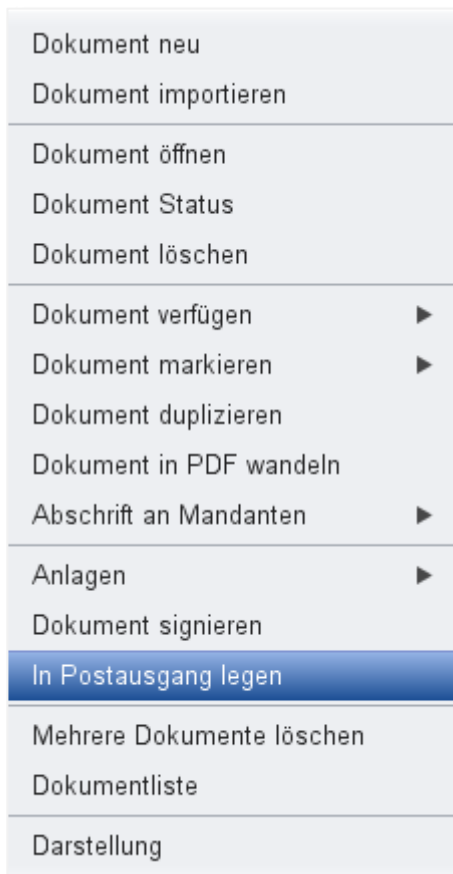 Dokument neu
Dokument importieren
Dokument öffnen
Dokument Status
Dokument löschen
Dokument verfügen
Dokument markieren
Dokument duplizieren
Dokument in PDF wandeln
Abschrift an Mandanten
Anlagen
Dokument signieren
In Postausgang legen
Mehrere Dokumente löschen
Dokumentliste
Darstellung